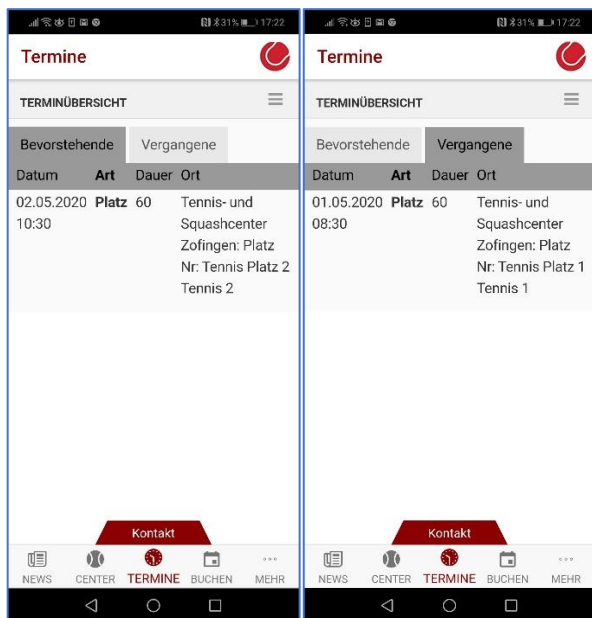 31% 17:22
Termine
TERMINÜBERSICHT
Bevorstehende Vergangene
Datum Art Dauer Ort
02.05.2020 Platz 60 Tennis- und
10:30 Squashcenter
Zofingen: Platz
Nr: Tennis Platz 2
Tennis 2
Kontakt
NEWS CENTER TERMINE BUCHEN MEHR
31% 17:22
Termine
TERMINÜBERSICHT
Bevorstehende Vergangene
Datum Art Dauer Ort
01.05.2020 Platz 60 Tennis- und
08:30 Squashcenter
Zofingen: Platz
Nr: Tennis Platz 1
Tennis 1
Kontakt
NEWS CENTER TERMINE BUCHEN MEHR